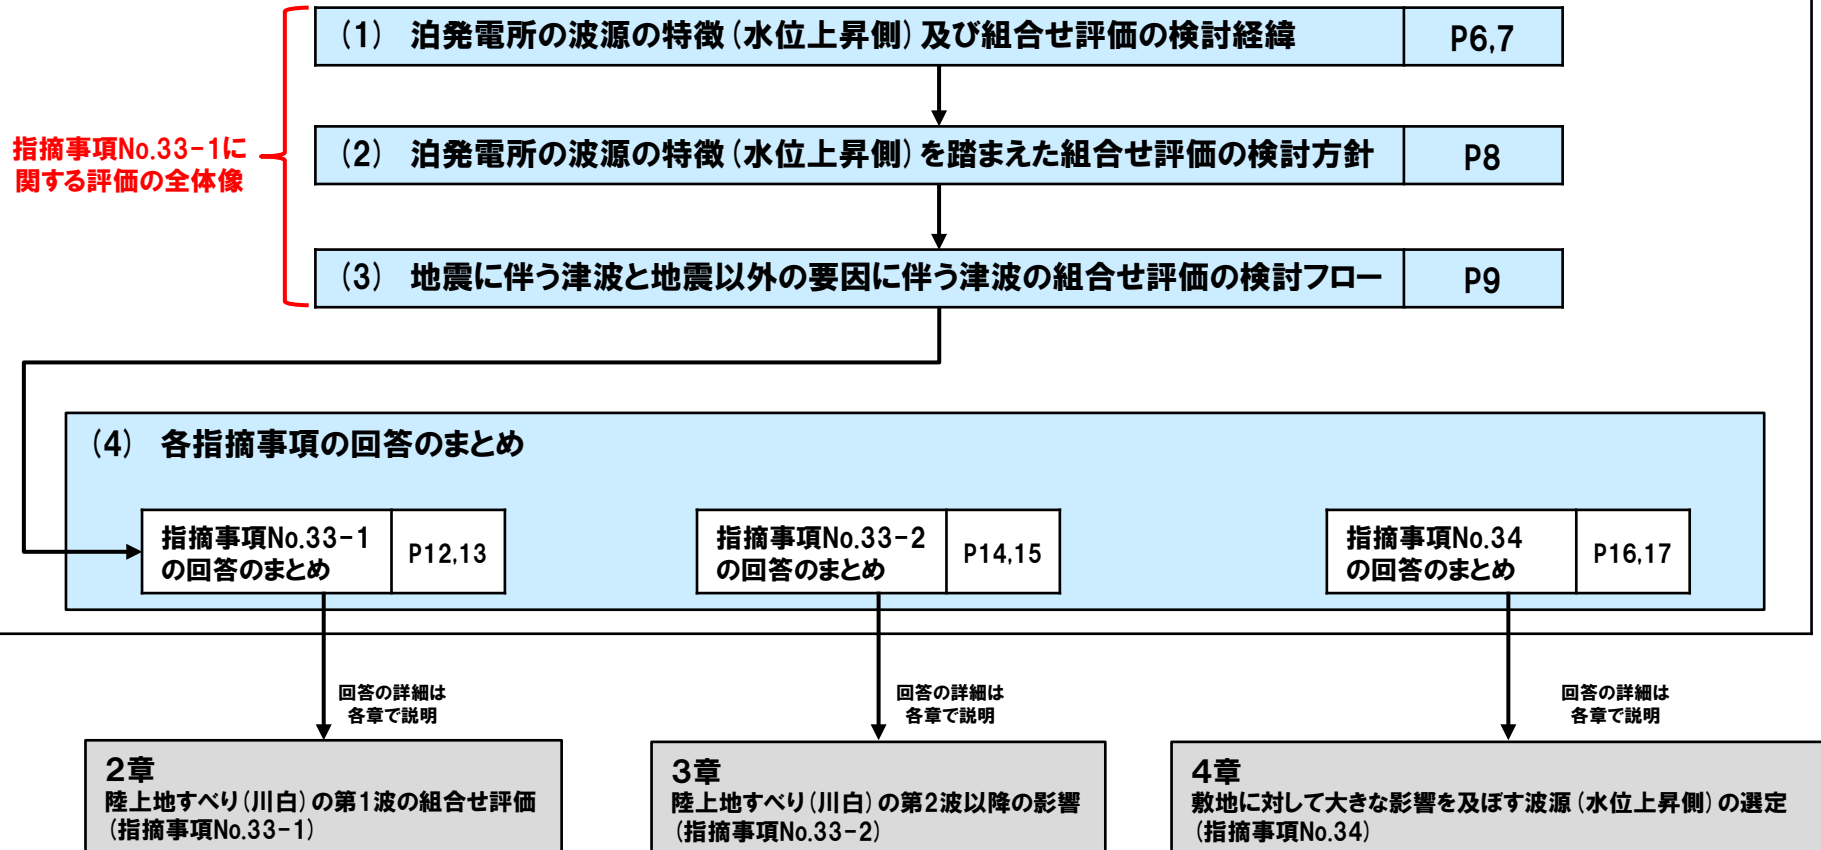 (1) 泊発電所の波源の特徴(水位上昇側)及び組合せ評価の検討経緯
P6,7
指摘事項No.33-1に
関する評価の全体像
(2) 泊発電所の波源の特徴(水位上昇側)を踏まえた組合せ評価の検討方針
P8
(3) 地震に伴う津波と地震以外の要因に伴う津波の組合せ評価の検討フロー
P9
(4) 各指摘事項の回答のまとめ
指摘事項No.33-1
の回答のまとめ
P12,13
指摘事項No.33-2
の回答のまとめ
P14,15
指摘事項No.34
の回答のまとめ
P16,17
回答の詳細は
各章で説明
回答の詳細は
各章で説明
回答の詳細は
各章で説明
2章
陸上地すべり(川白)の第1波の組合せ評価
(指摘事項No.33-1)
3章
陸上地すべり(川白)の第2波以降の影響
(指摘事項No.33-2)
4章
敷地に対して大きな影響を及ぼす波源(水位上昇側)の選定
(指摘事項No.34)